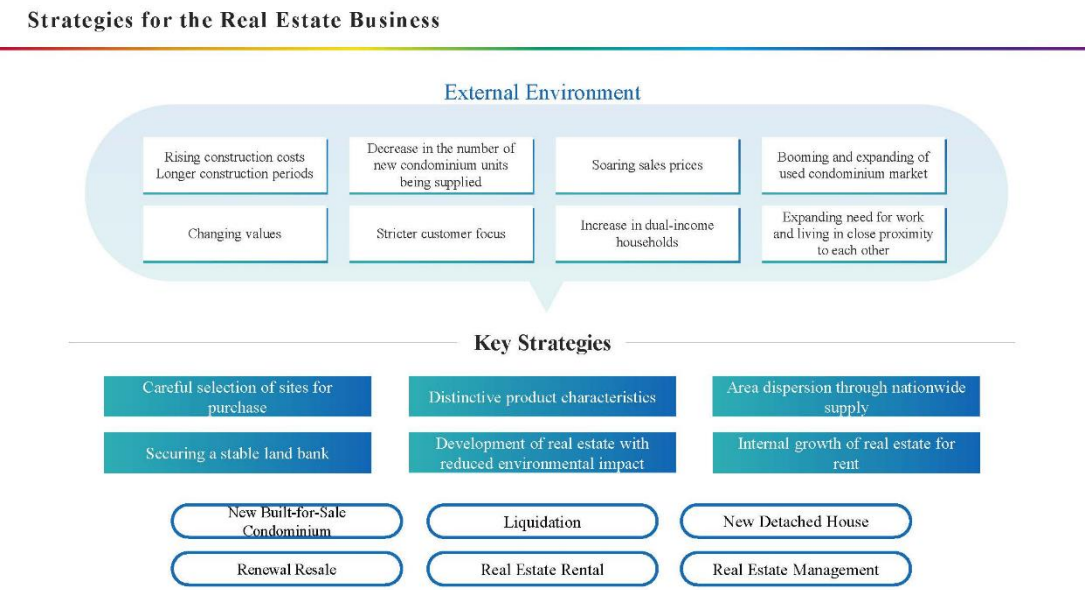 Strategies for the Real Estate Business
External Environment
Rising construction costs
Longer construction periods
Decrease in the number of
new condominium units
being supplied
Soaring sales prices
Booming and expanding of
used condominium market
Changing values
Stricter customer focus
Increase in dual-income
households
Expanding need for work
and living in close proximity
to each other
Key Strategies
Careful selection of sites for
purchase
Distinctive product characteristics
Area dispersion through nationwide
supply
Securing a stable land bank
Development of real estate with
reduced environmental impact
Internal growth of real estate for
rent
New Built-for-Sale
Condominium
Liquidation
New Detached House
Renewal Resale
Real Estate Rental
Real Estate Management